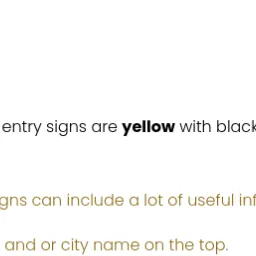 entry signs are yellow with black
gns can include a lot of useful inf
and or city name on the top.